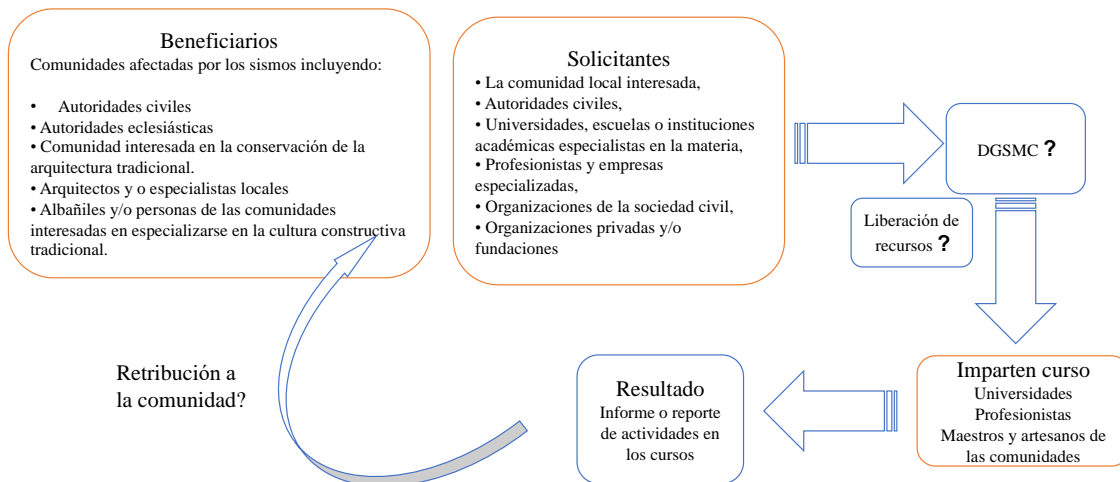 Beneficiarios
Comunidades afectadas por los sismos incluyendo:
• Autoridades civiles
• Autoridades eclesiásticas
• Comunidad interesada en la conservación de la
arquitectura tradicional.
• Arquitectos y o especialistas locales
• Albañiles y/o personas de las comunidades
interesadas en especializarse en la cultura constructiva
tradicional.
Solicitantes
• La comunidad local interesada,
• Autoridades civiles,
• Universidades, escuelas o instituciones
académicas especialistas en la materia,
• Profesionistas y empresas
especializadas,
• Organizaciones de la sociedad civil,
• Organizaciones privadas y/o
fundaciones
DGSMC ?
Liberación de
recursos ?
Imparten curso
Universidades
Profesionistas
Maestros y artesanos de
las comunidades
Resultado
Informe o reporte
de actividades en
los cursos
Retribución a
la comunidad?